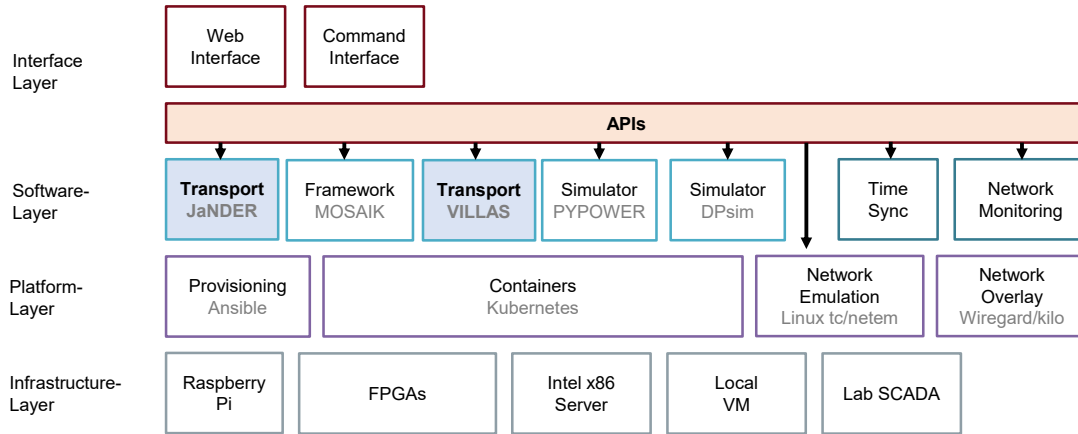 Interface
Layer
Web
Interface
Command
Interface
APIs
Software-
Layer
Transport
JaNDER
Framework
MOSAIK
Transport
VILLAS
Simulator
PYPOWER
Simulator
DPsim
Time
Sync
Network
Monitoring
Platform-
Layer
Provisioning
Ansible
Containers
Kubernetes
Network
Emulation
Linux tc/netem
Network
Overlay
Wiregard/kilo
Infrastructure-
Layer
Raspberry
Pi
FPGAs
Intel x86
Server
Local
VM
Lab SCADA